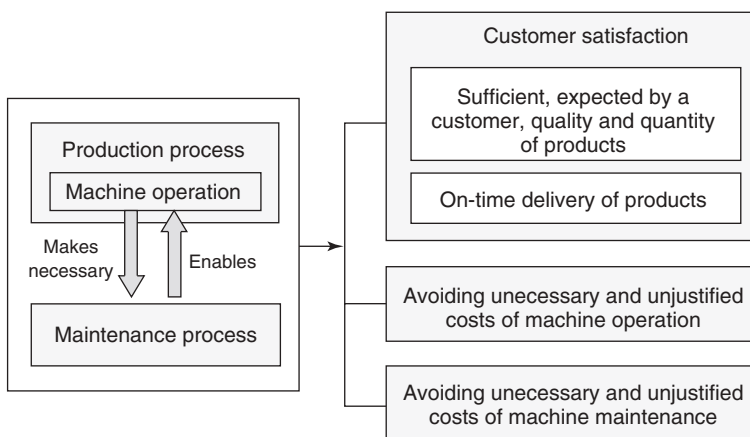 Production process
Machine operation
Makes
necessary
Enables
Maintenance process
Customer satisfaction
Sufficient, expected by a
customer, quality and quantity
of products
On-time delivery of products
Avoiding unecessary and unjustified
costs of machine operation
Avoiding unecessary and unjustified
costs of machine maintenance